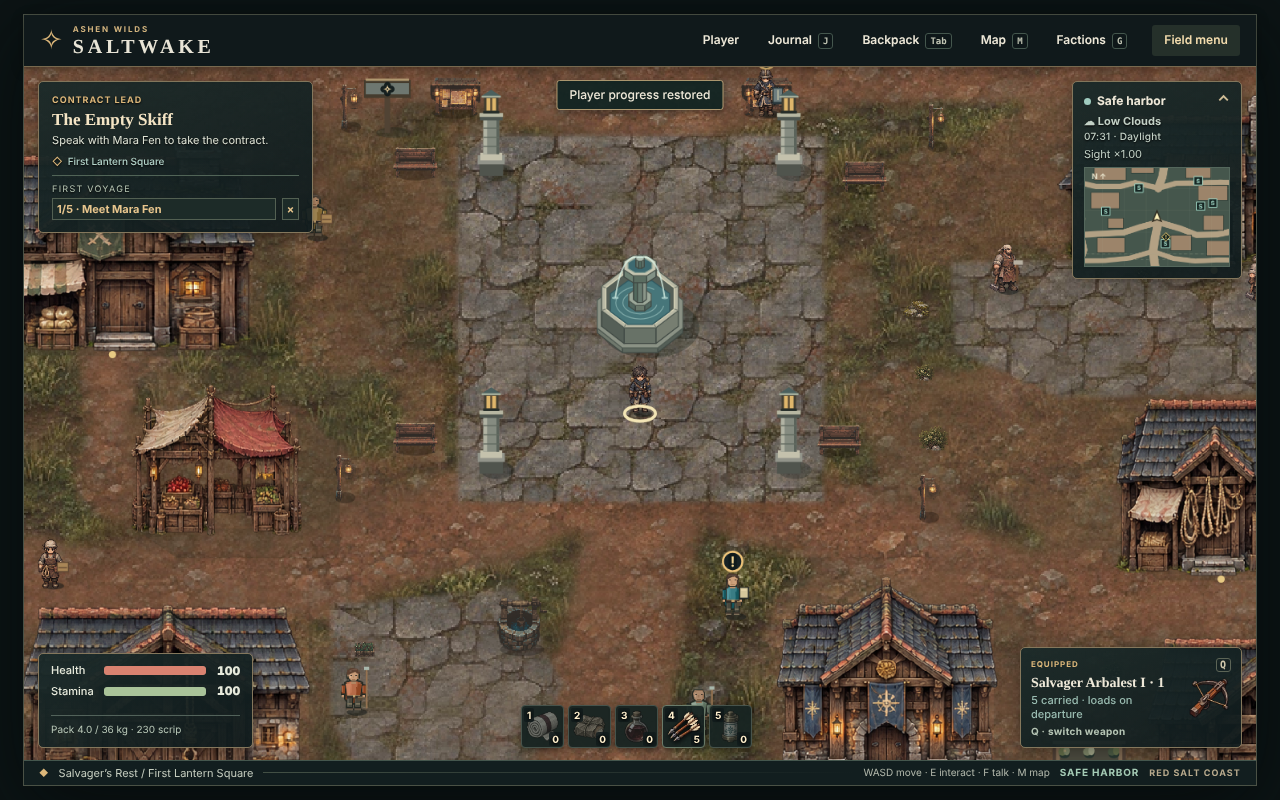 ASHEN WILDS
SALTWAKE
Player
Journal J
Backpack Tab
Map M
Factions G
Field menu
CONTRACT LEAD
The Empty Skiff
Speak with Mara Fen to take the contract.
First Lantern Square
FIRST VOYAGE
1/5 · Meet Mara Fen
×
Player progress restored
Safe harbor
Low Clouds
07:31 · Daylight
Sight ×1.00
N ↑
S
S
S
S
S
S
!
Health 100
Stamina 100
Pack 4.0 / 36 kg · 230 scrip
1 0
2 0
3 0
4 5
5 0
EQUIPPED Q
Salvager Arbalest I · 1
5 carried · loads on
departure
Q · switch weapon
Salvager's Rest / First Lantern Square
WASD move · E interact · F talk · M map SAFE HARBOR RED SALT COAST